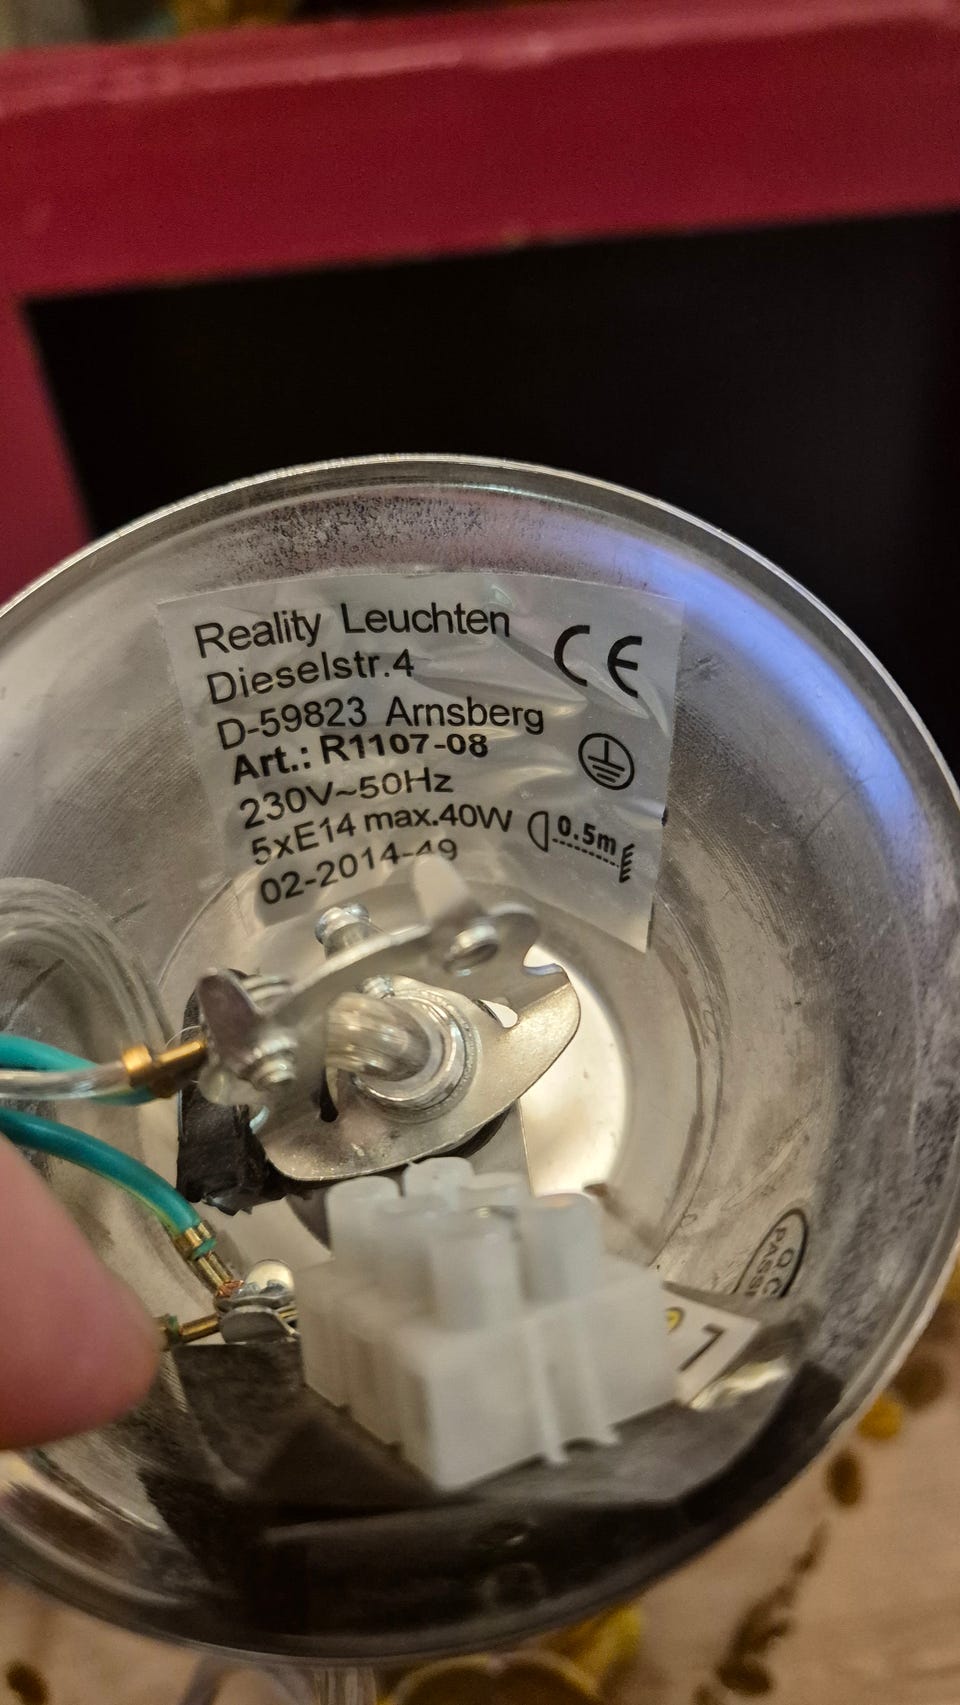 Reality Leuchten
Dieselstr.4
D-59823 Arnsberg
Art.: R1107-08
230V~50Hz
5xE14 max.40W
02-2014-49
CE
0.5m
Q.C
PASS